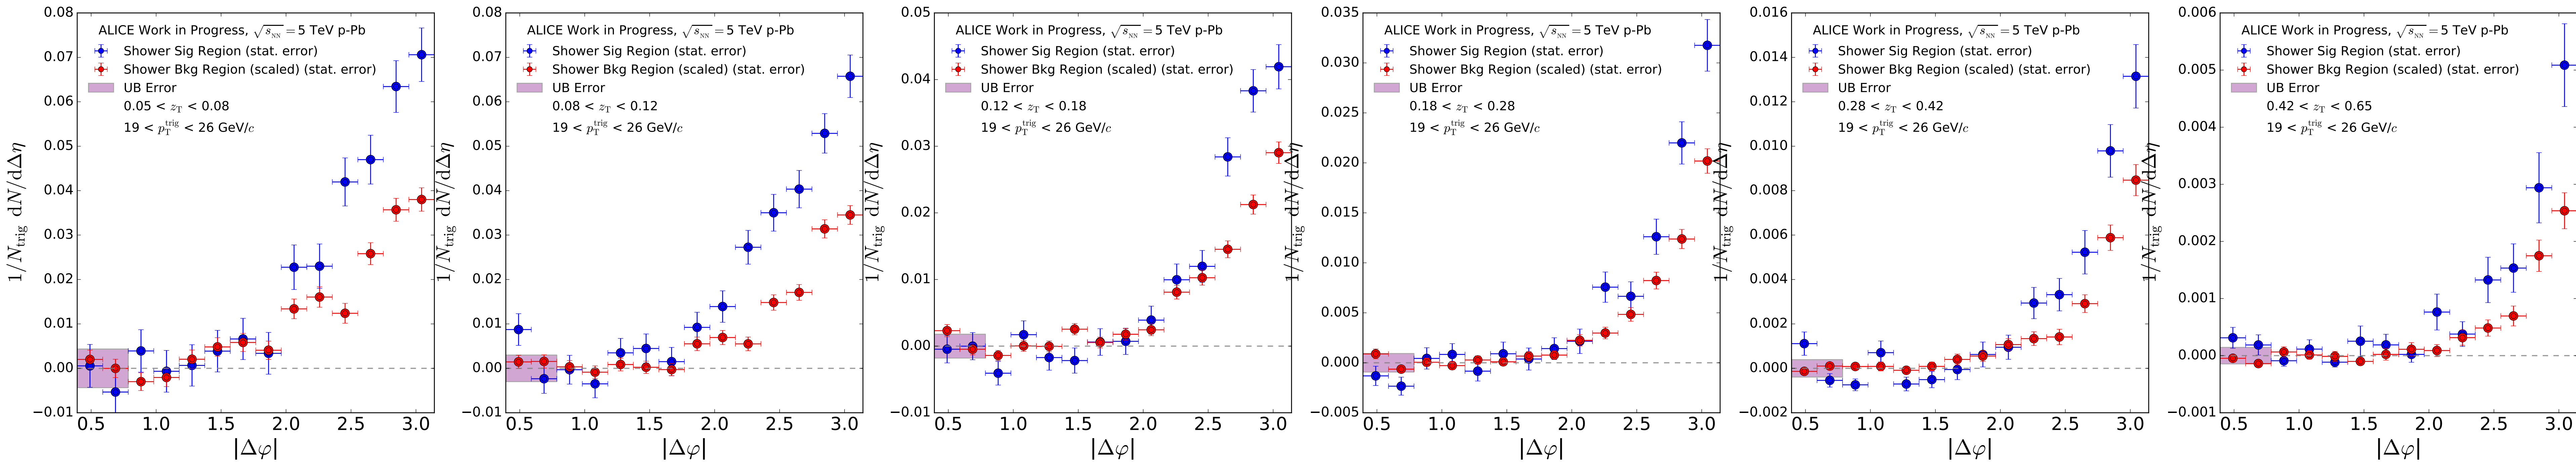 0.08
0.07
0.06
0.05
0.04
0.03
0.02
0.01
0.00
−0.01
1/N_trig dN/dΔη
ALICE Work in Progress, √s_NN = 5 TeV p-Pb
Shower Sig Region (stat. error)
Shower Bkg Region (scaled) (stat. error)
UB Error
0.05 < z_T < 0.08
19 < p_T^trig < 26 GeV/c
0.5 1.0 1.5 2.0 2.5 3.0
|Δφ|
0.08
0.07
0.06
0.05
0.04
0.03
0.02
0.01
0.00
−0.01
1/N_trig dN/dΔη
ALICE Work in Progress, √s_NN = 5 TeV p-Pb
Shower Sig Region (stat. error)
Shower Bkg Region (scaled) (stat. error)
UB Error
0.08 < z_T < 0.12
19 < p_T^trig < 26 GeV/c
0.5 1.0 1.5 2.0 2.5 3.0
|Δφ|
0.05
0.04
0.03
0.02
0.01
0.00
−0.01
1/N_trig dN/dΔη
ALICE Work in Progress, √s_NN = 5 TeV p-Pb
Shower Sig Region (stat. error)
Shower Bkg Region (scaled) (stat. error)
UB Error
0.12 < z_T < 0.18
19 < p_T^trig < 26 GeV/c
0.5 1.0 1.5 2.0 2.5 3.0
|Δφ|
0.035
0.030
0.025
0.020
0.015
0.010
0.005
0.000
−0.005
1/N_trig dN/dΔη
ALICE Work in Progress, √s_NN = 5 TeV p-Pb
Shower Sig Region (stat. error)
Shower Bkg Region (scaled) (stat. error)
UB Error
0.18 < z_T < 0.28
19 < p_T^trig < 26 GeV/c
0.5 1.0 1.5 2.0 2.5 3.0
|Δφ|
0.016
0.014
0.012
0.010
0.008
0.006
0.004
0.002
0.000
−0.002
1/N_trig dN/dΔη
ALICE Work in Progress, √s_NN = 5 TeV p-Pb
Shower Sig Region (stat. error)
Shower Bkg Region (scaled) (stat. error)
UB Error
0.28 < z_T < 0.42
19 < p_T^trig < 26 GeV/c
0.5 1.0 1.5 2.0 2.5 3.0
|Δφ|
0.006
0.005
0.004
0.003
0.002
0.001
0.000
−0.001
1/N_trig dN/dΔη
ALICE Work in Progress, √s_NN = 5 TeV p-Pb
Shower Sig Region (stat. error)
Shower Bkg Region (scaled) (stat. error)
UB Error
0.42 < z_T < 0.65
19 < p_T^trig < 26 GeV/c
0.5 1.0 1.5 2.0 2.5 3.0
|Δφ|